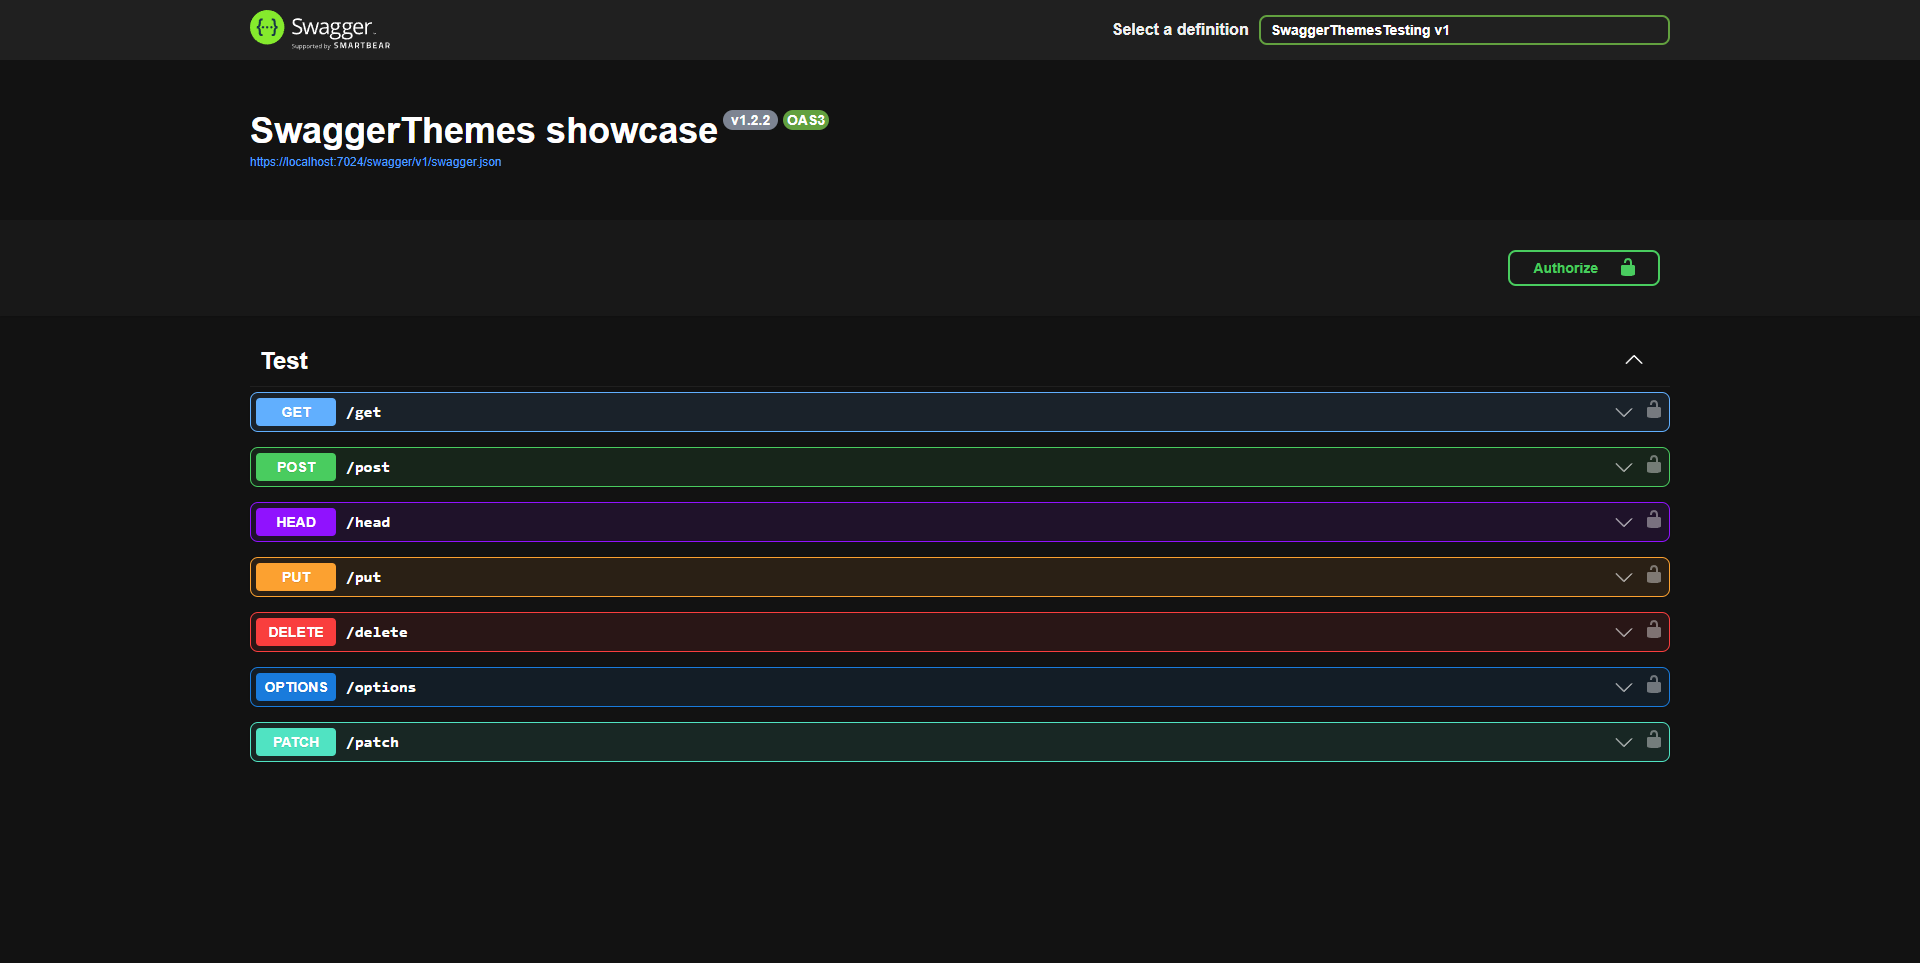 Swagger
Supported by SMARTBEAR
Select a definition
SwaggerThemesTesting v1
SwaggerThemes showcase v1.2.2 OAS3
https://localhost:7024/swagger/v1/swagger.json
Authorize
Test
GET /get
POST /post
HEAD /head
PUT /put
DELETE /delete
OPTIONS /options
PATCH /patch